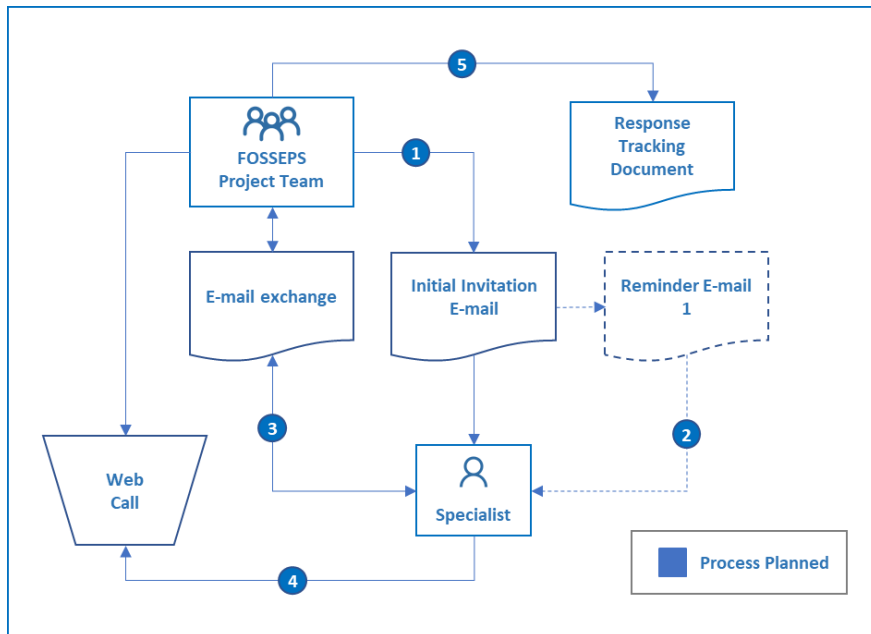 5
FOSSEPS
Project Team
1
Response
Tracking
Document
E-mail exchange
Initial Invitation
E-mail
Reminder E-mail
1
3
2
Web
Call
Specialist
4
Process Planned